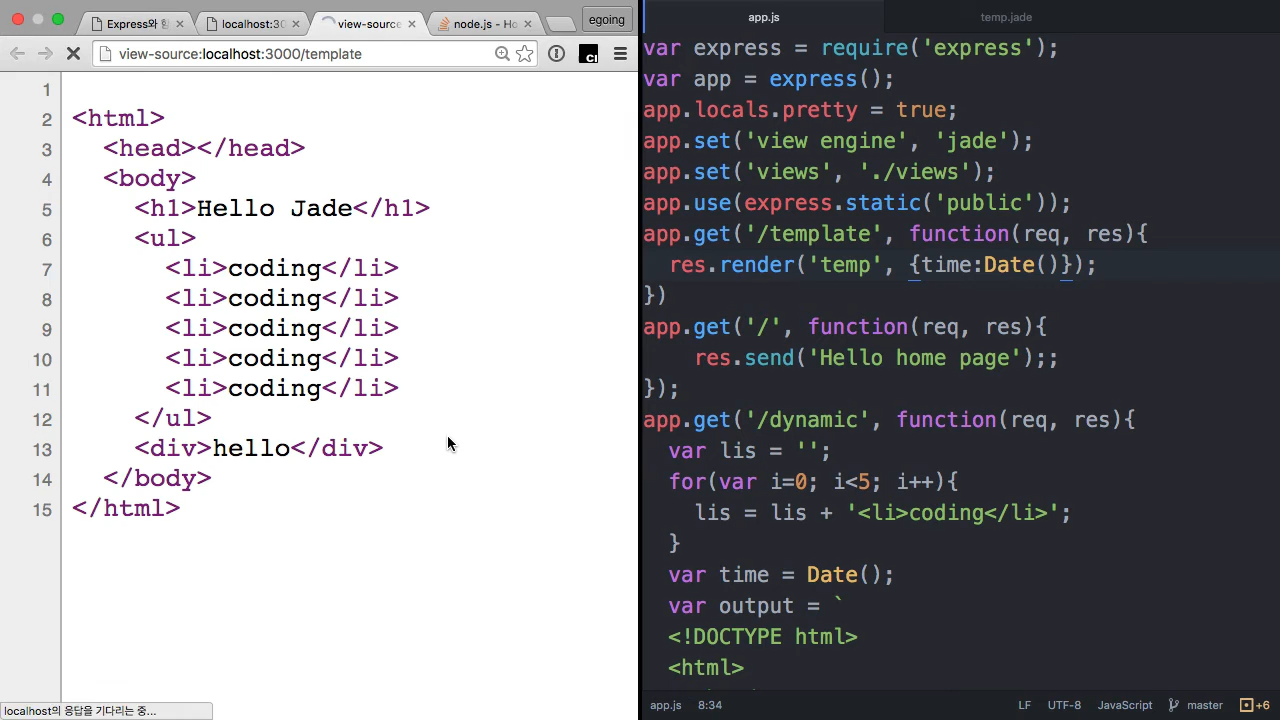 Express와
localhost:30
view-source
node.js - Ho
egoing
view-source:localhost:3000/template
1
2 <html>
3 <head></head>
4 <body>
5 <h1>Hello Jade</h1>
6 <ul>
7 <li>coding</li>
8 <li>coding</li>
9 <li>coding</li>
10 <li>coding</li>
11 <li>coding</li>
12 </ul>
13 <div>hello</div>
14 </body>
15 </html>
localhost의 응답을 기다리는 중...
app.js
temp.jade
var express = require('express');
var app = express();
app.locals.pretty = true;
app.set('view engine', 'jade');
app.set('views', './views');
app.use(express.static('public'));
app.get('/template', function(req, res){
res.render('temp', {time:Date()});
})
app.get('/', function(req, res){
res.send('Hello home page');;
});
app.get('/dynamic', function(req, res){
var lis = '';
for(var i=0; i<5; i++){
lis = lis + '<li>coding</li>';
}
var time = Date();
var output = `
<!DOCTYPE html>
<html>
app.js 8:34 LF UTF-8 JavaScript master +6